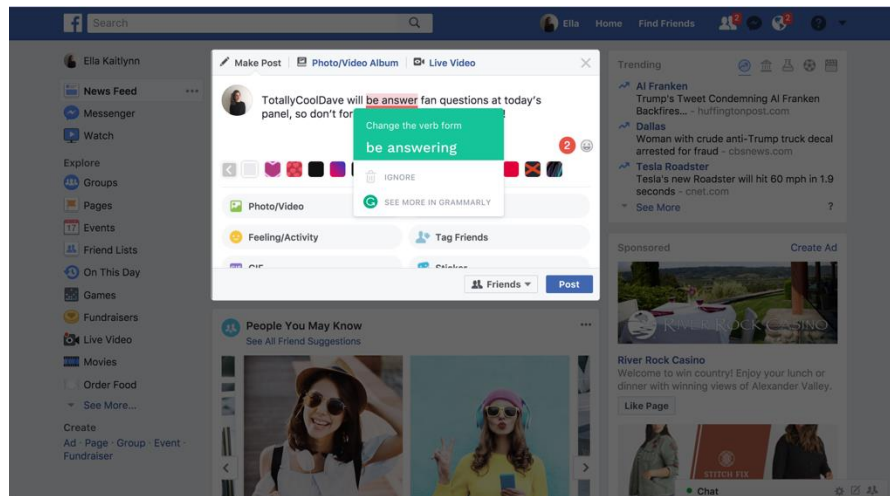 Search
Ella
Home
Find Friends
2
2
Ella Kaitlynn
News Feed
Messenger
Watch
Explore
Groups
Pages
Events
Friend Lists
On This Day
Games
Fundraisers
Live Video
Movies
Order Food
See More...
Create
Ad · Page · Group · Event ·
Fundraiser
Make Post
Photo/Video Album
Live Video
TotallyCoolDave will be answer fan questions at today's
panel, so don't for
!
Change the verb form
be answering
IGNORE
SEE MORE IN GRAMMARLY
2
Photo/Video
Feeling/Activity
Tag Friends
GIF
Sticker
Friends
Post
People You May Know
See All Friend Suggestions
Trending
Al Franken
Trump's Tweet Condemning Al Franken
Backfires... - huffingtonpost.com
Dallas
Woman with crude anti-Trump truck decal
arrested for fraud - cbsnews.com
Tesla Roadster
Tesla's new Roadster will hit 60 mph in 1.9
seconds - cnet.com
See More
?
Sponsored
Create Ad
RIVER ROCK CASINO
River Rock Casino
Welcome to win country! Enjoy your lunch or
dinner with winning views of Alexander Valley.
Like Page
STITCH FIX
Chat